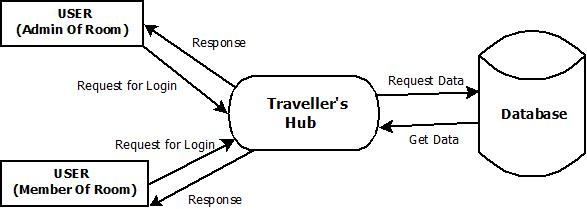 USER
(Admin Of Room)
Response
Request for Login
Traveller's
Hub
Request Data
Database
Get Data
Request for Login
USER
(Member Of Room)
Response